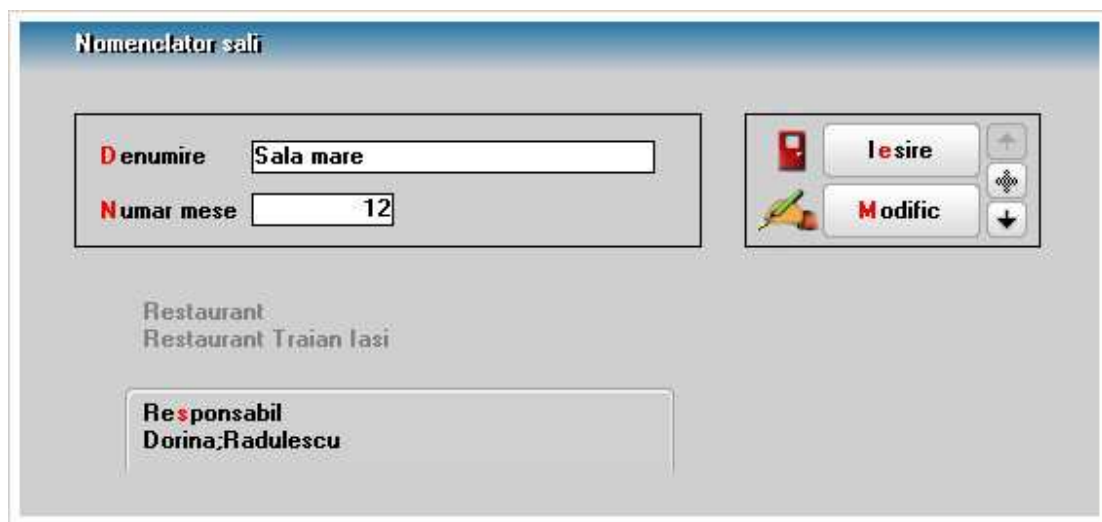 Nomenclator sali
Denumire Sala mare
Numar mese 12
Iesire
Modific
Restaurant
Restaurant Traian Iasi
Responsabil
Dorina;Radulescu